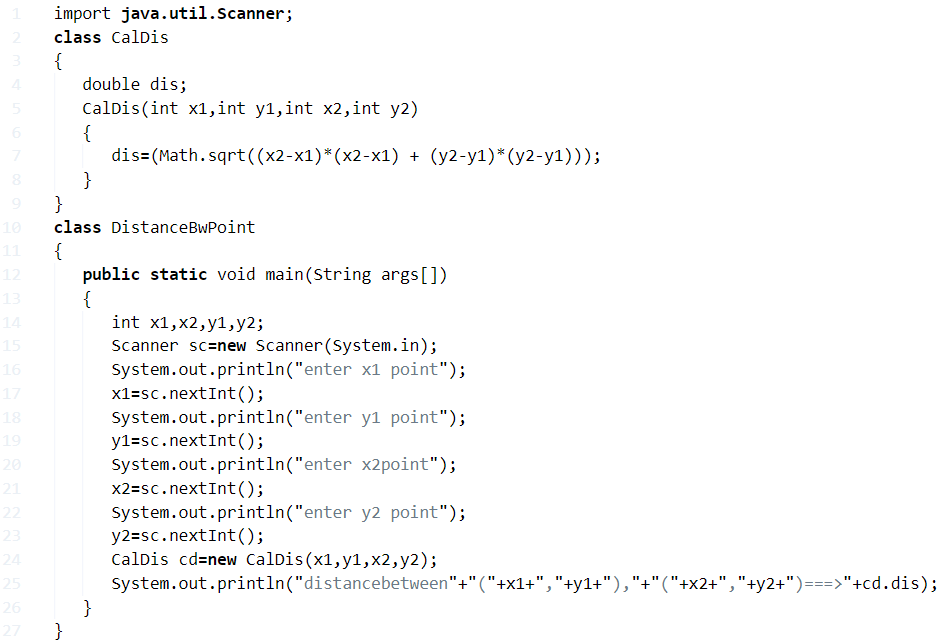 1 import java.util.Scanner;
2 class CalDis
3 {
4 double dis;
5 CalDis(int x1,int y1,int x2,int y2)
6 {
7 dis=(Math.sqrt((x2-x1)*(x2-x1) + (y2-y1)*(y2-y1)));
8 }
9 }
10 class DistanceBwPoint
11 {
12 public static void main(String args[])
13 {
14 int x1,x2,y1,y2;
15 Scanner sc=new Scanner(System.in);
16 System.out.println("enter x1 point");
17 x1=sc.nextInt();
18 System.out.println("enter y1 point");
19 y1=sc.nextInt();
20 System.out.println("enter x2point");
21 x2=sc.nextInt();
22 System.out.println("enter y2 point");
23 y2=sc.nextInt();
24 CalDis cd=new CalDis(x1,y1,x2,y2);
25 System.out.println("distancebetween"+"("+x1+","+y1+"),"+"("+x2+","+y2+")===>"+cd.dis);
26 }
27 }